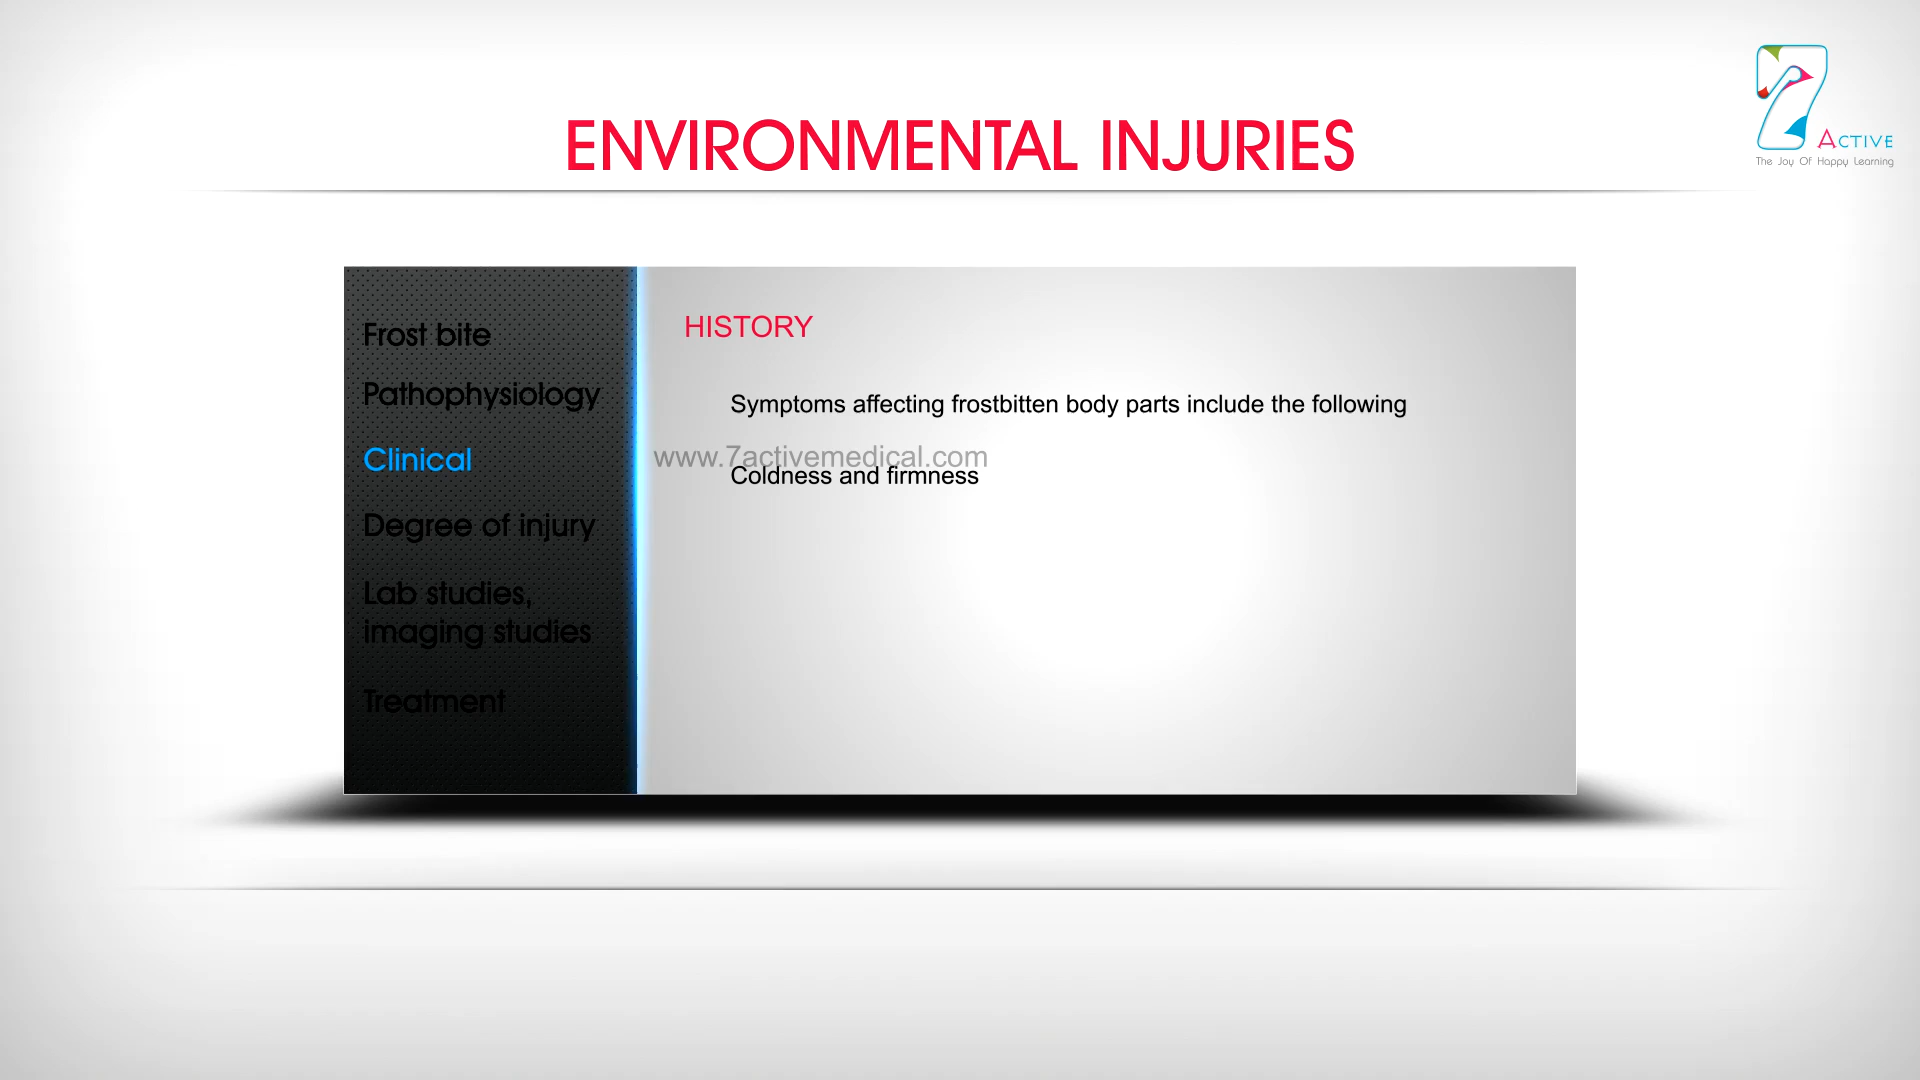 7 ACTIVE
The Joy Of Happy Learning
ENVIRONMENTAL INJURIES
Frost bite
Pathophysiology
Clinical
Degree of injury
Lab studies,
imaging studies
Treatment
HISTORY
Symptoms affecting frostbitten body parts include the following
www.7activemedical.com
Coldness and firmness